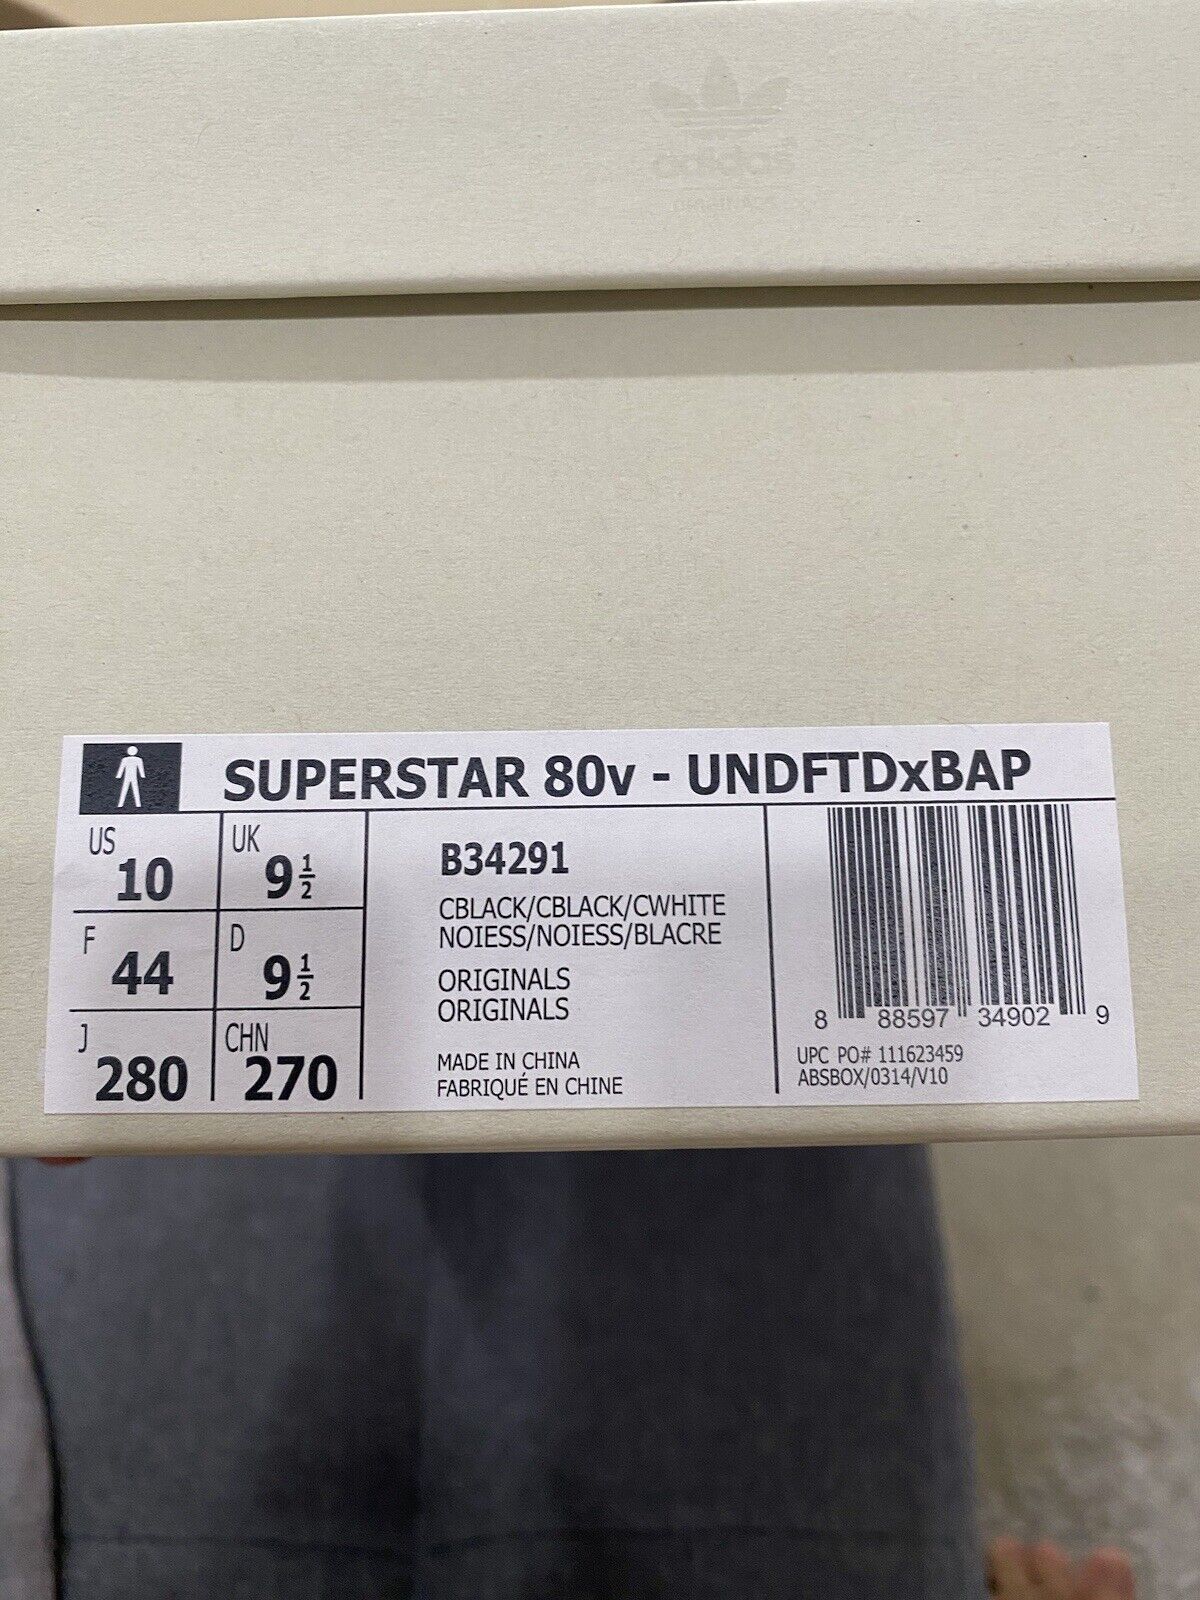 adidas
SUPERSTAR 80v - UNDFTDxBAP
US 10
UK 9 1/2
F 44
D 9 1/2
J 280
CHN 270
B34291
CBLACK/CBLACK/CWHITE
NOIESS/NOIESS/BLACRE
ORIGINALS
ORIGINALS
MADE IN CHINA
FABRIQUÉ EN CHINE
8 88597 34902 9
UPC PO# 111623459
ABSBOX/0314/V10